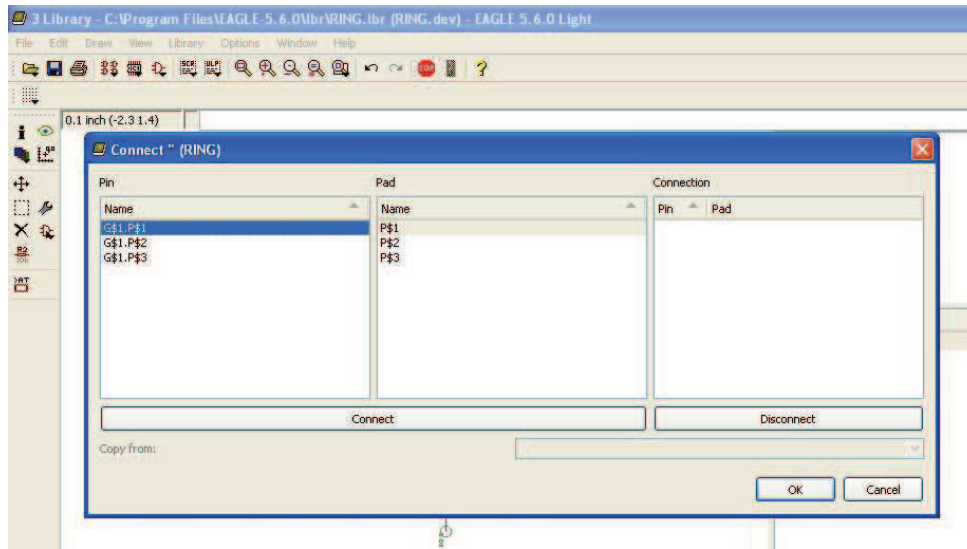 3 Library - C:\Program Files\EAGLE-5.6.0\lbr\RING.lbr (RING.dev) - EAGLE 5.6.0 Light
File Edit Draw View Library Options Window Help
0.1 inch (-2.3 1.4)
Connect '' (RING)
Pin Pad Connection
Name Name Pin Pad
G$1.P$1 P$1
G$1.P$2 P$2
G$1.P$3 P$3
Connect Disconnect
Copy from:
OK Cancel